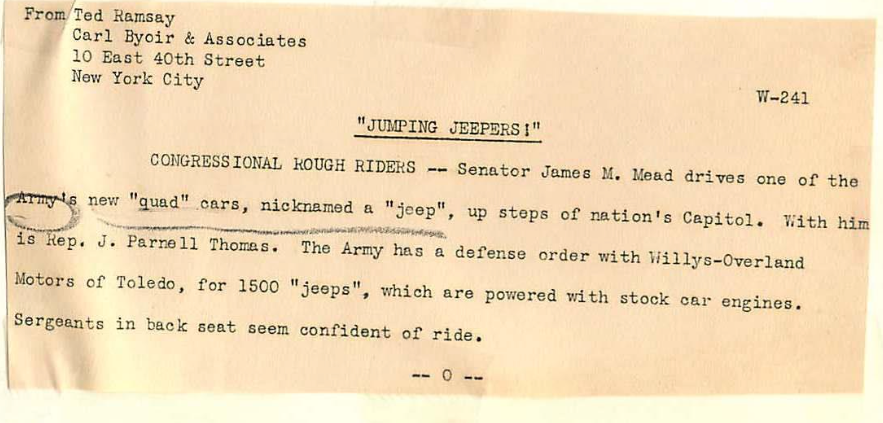 From Ted Ramsay
Carl Byoir & Associates
10 East 40th Street
New York City
W-241
"JUMPING JEEPERS!"
CONGRESSIONAL ROUGH RIDERS -- Senator James M. Mead drives one of the
Army's new "quad" cars, nicknamed a "jeep", up steps of nation's Capitol. With him
is Rep. J. Parnell Thomas. The Army has a defense order with Willys-Overland
Motors of Toledo, for 1500 "jeeps", which are powered with stock car engines.
Sergeants in back seat seem confident of ride.
-- 0 --